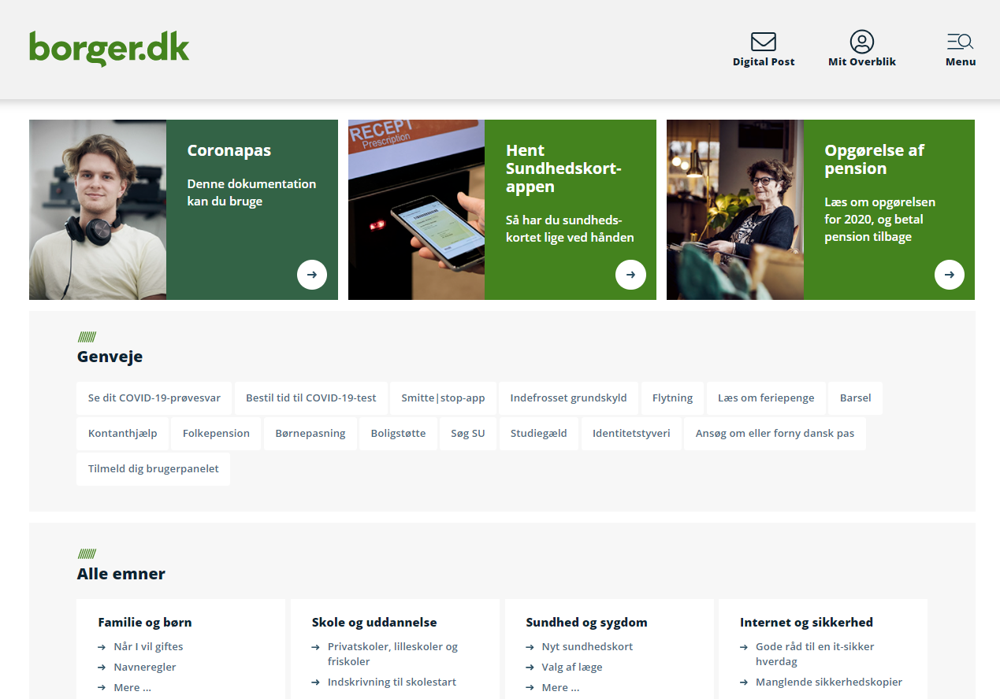 borger.dk
Digital Post
Mit Overblik
Menu
Coronapas
Denne dokumentation
kan du bruge
RECEPT
Prescription
Hent
Sundhedskort-
appen
Så har du sundheds-
kortet lige ved hånden
Opgørelse af
pension
Læs om opgørelsen
for 2020, og betal
pension tilbage
Genveje
Se dit COVID-19-prøvesvar
Bestil tid til COVID-19-test
Smitte|stop-app
Indefrosset grundskyld
Flytning
Læs om feriepenge
Barsel
Kontanthjælp
Folkepension
Børnepasning
Boligstøtte
Søg SU
Studiegæld
Identitetstyveri
Ansøg om eller forny dansk pas
Tilmeld dig brugerpanelet
Alle emner
Familie og børn
Når I vil giftes
Navneregler
Mere ...
Skole og uddannelse
Privatskoler, lilleskoler og
friskoler
Indskrivning til skolestart
Sundhed og sygdom
Nyt sundhedskort
Valg af læge
Mere ...
Internet og sikkerhed
Gode råd til en it-sikker
hverdag
Manglende sikkerhedskopier